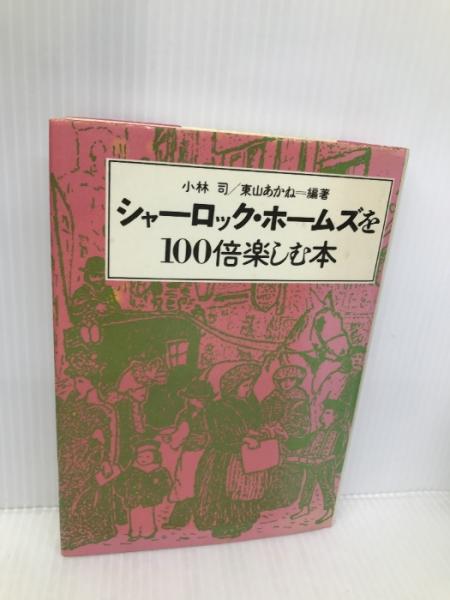 小林 司／東山あかね＝編著
シャーロック・ホームズを
100倍楽しむ本